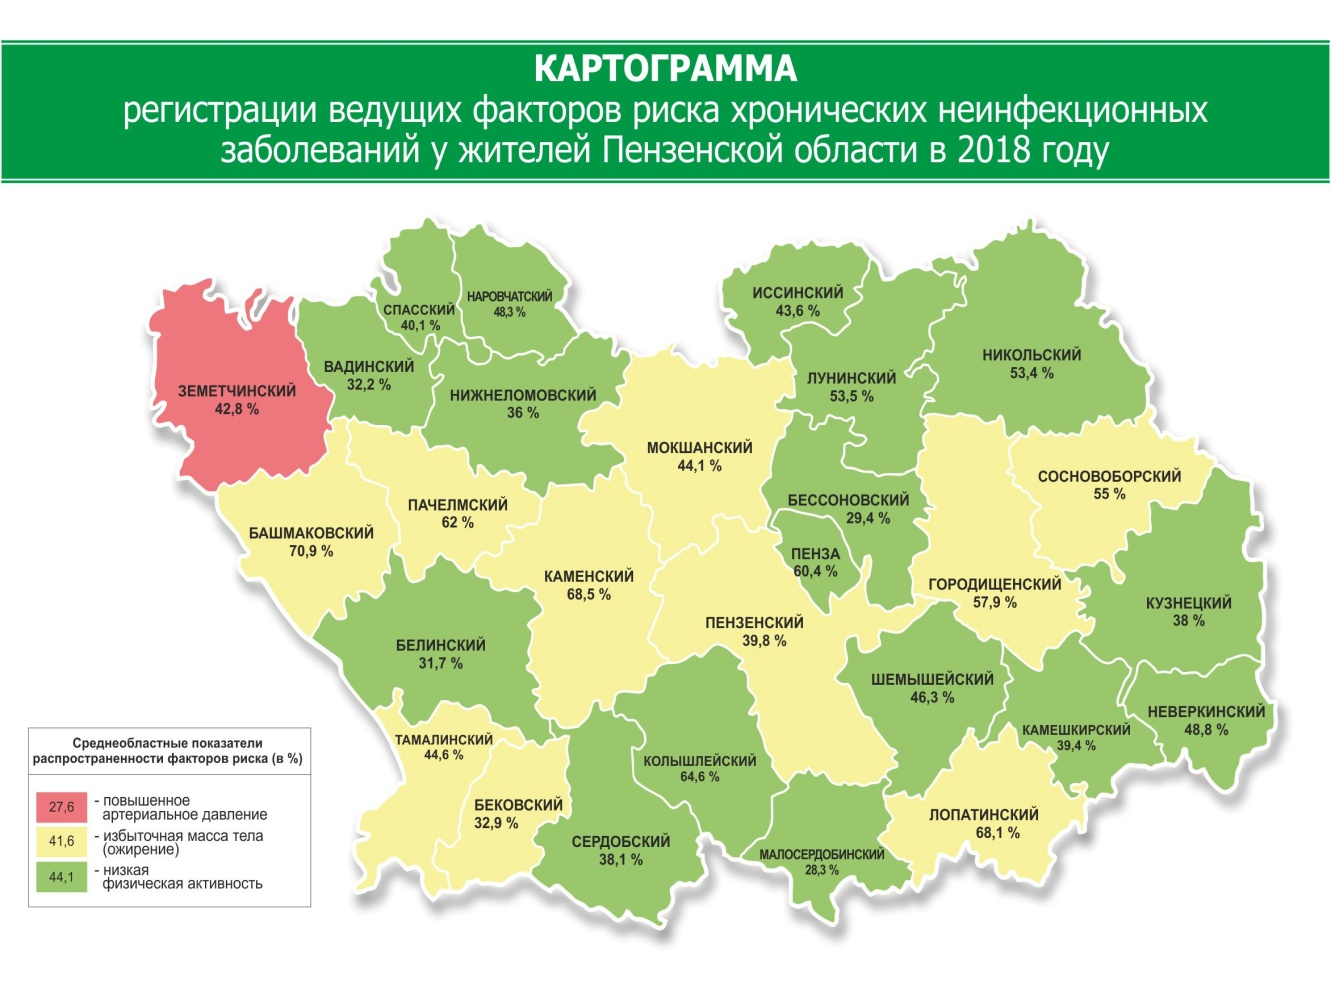 КАРТОГРАММА
регистрации ведущих факторов риска хронических неинфекционных
заболеваний у жителей Пензенской области в 2018 году
СПАССКИЙ
40,1 %
НАРОВЧАТСКИЙ
48,3 %
ИССИНСКИЙ
43,6 %
НИКОЛЬСКИЙ
53,4 %
ВАДИНСКИЙ
32,2 %
ЛУНИНСКИЙ
53,5 %
ЗЕМЕТЧИНСКИЙ
42,8 %
НИЖНЕЛОМОВСКИЙ
36 %
МОКШАНСКИЙ
44,1 %
СОСНОВОБОРСКИЙ
55 %
БЕССОНОВСКИЙ
29,4 %
ПАЧЕЛМСКИЙ
62 %
БАШМАКОВСКИЙ
70,9 %
ПЕНЗА
60,4 %
КАМЕНСКИЙ
68,5 %
ГОРОДИЩЕНСКИЙ
57,9 %
КУЗНЕЦКИЙ
38 %
ПЕНЗЕНСКИЙ
39,8 %
БЕЛИНСКИЙ
31,7 %
ШЕМЫШЕЙСКИЙ
46,3 %
НЕВЕРКИНСКИЙ
48,8 %
КАМЕШКИРСКИЙ
39,4 %
ТАМАЛИНСКИЙ
44,6 %
КОЛЫШЛЕЙСКИЙ
64,6 %
БЕКОВСКИЙ
32,9 %
ЛОПАТИНСКИЙ
68,1 %
СЕРДОБСКИЙ
38,1 %
МАЛОСЕРДОБИНСКИЙ
28,3 %
Среднеобластные показатели
распространенности факторов риска (в %)
27,6 - повышенное
артериальное давление
41,6 - избыточная масса тела
(ожирение)
44,1 - низкая
физическая активность